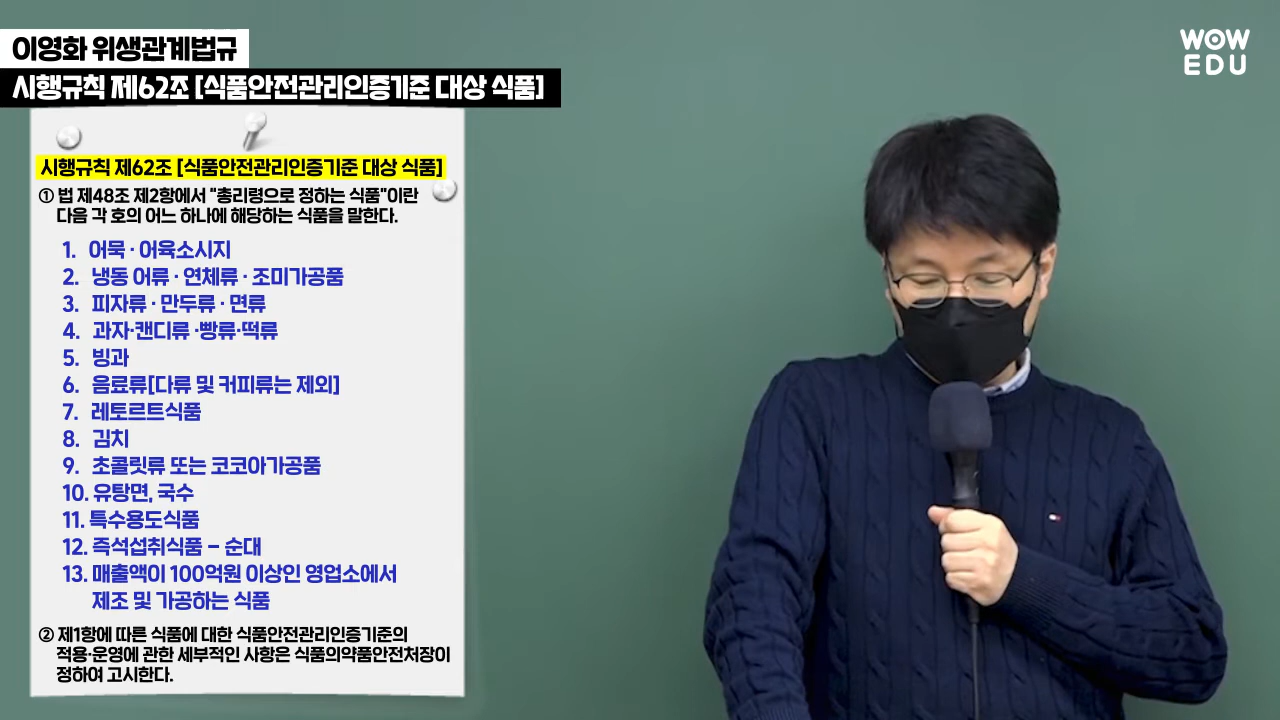 이영화 위생관계법규
시행규칙 제62조 [식품안전관리인증기준 대상 식품]
WOW
EDU
시행규칙 제62조 [식품안전관리인증기준 대상 식품]
① 법 제48조 제2항에서 "총리령으로 정하는 식품"이란
다음 각 호의 어느 하나에 해당하는 식품을 말한다.
1. 어묵 · 어육소시지
2. 냉동 어류 · 연체류 · 조미가공품
3. 피자류 · 만두류 · 면류
4. 과자·캔디류 ·빵류·떡류
5. 빙과
6. 음료류[다류 및 커피류는 제외]
7. 레토르트식품
8. 김치
9. 초콜릿류 또는 코코아가공품
10. 유탕면, 국수
11. 특수용도식품
12. 즉석섭취식품 – 순대
13. 매출액이 100억원 이상인 영업소에서
제조 및 가공하는 식품
② 제1항에 따른 식품에 대한 식품안전관리인증기준의
적용·운영에 관한 세부적인 사항은 식품의약품안전처장이
정하여 고시한다.